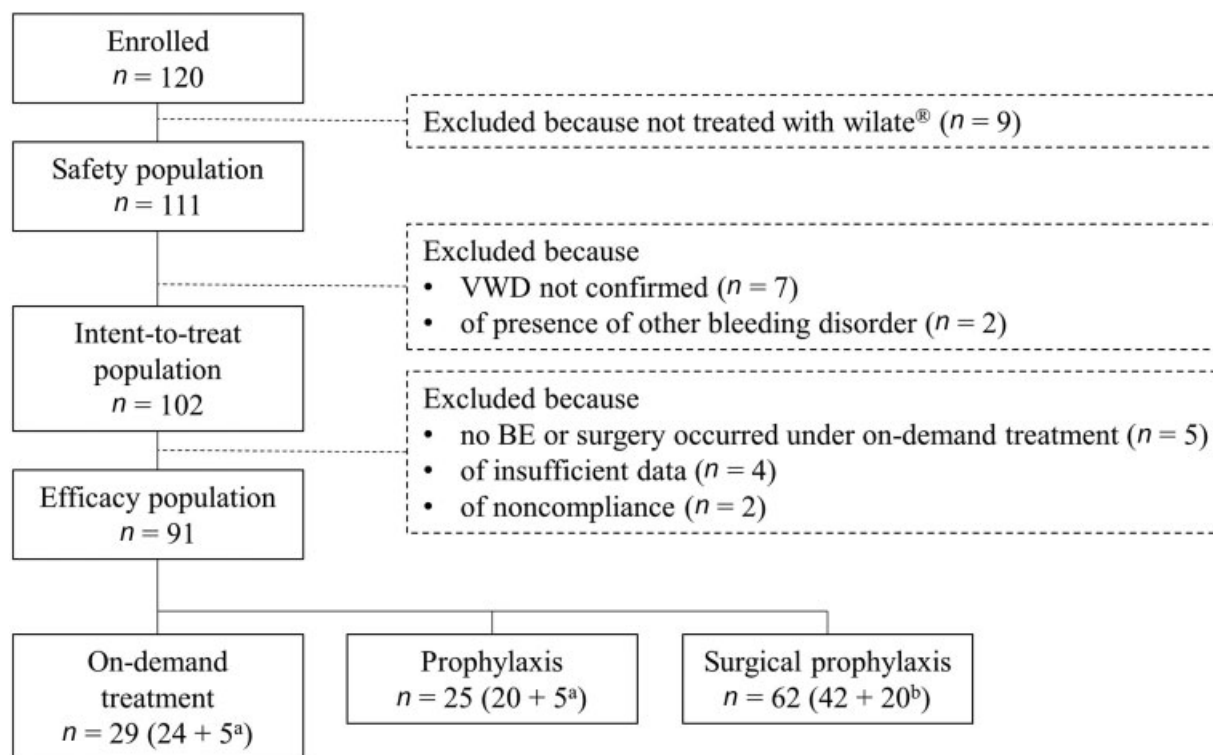 Enrolled
n = 120
Excluded because not treated with wilate® (n = 9)
Safety population
n = 111
Excluded because
• VWD not confirmed (n = 7)
• of presence of other bleeding disorder (n = 2)
Intent-to-treat
population
n = 102
Excluded because
• no BE or surgery occurred under on-demand treatment (n = 5)
• of insufficient data (n = 4)
• of noncompliance (n = 2)
Efficacy population
n = 91
On-demand
treatment
n = 29 (24 + 5ᵃ)
Prophylaxis
n = 25 (20 + 5ᵃ)
Surgical prophylaxis
n = 62 (42 + 20ᵇ)